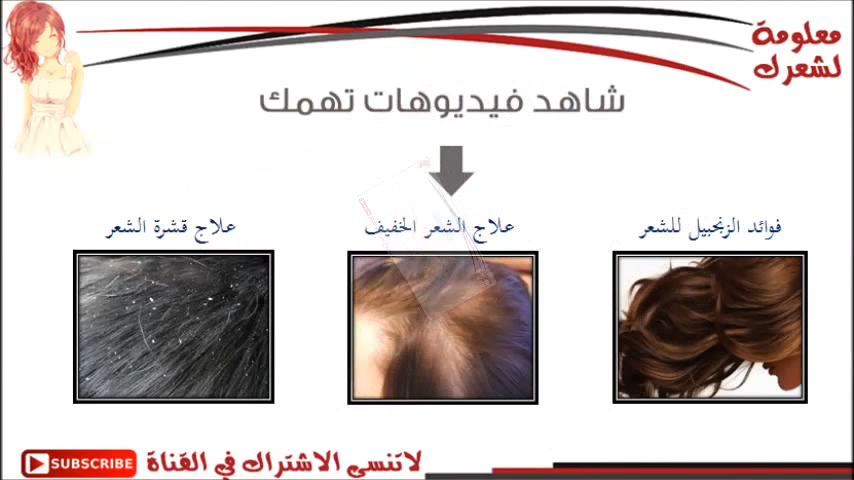 معلومة
لشعرك
شاهد فيديوهات تهمك
فوائد الزنجبيل للشعر
علاج الشعر الخفيف
علاج قشرة الشعر
لاتنسى الاشتراك في القناة
SUBSCRIBE